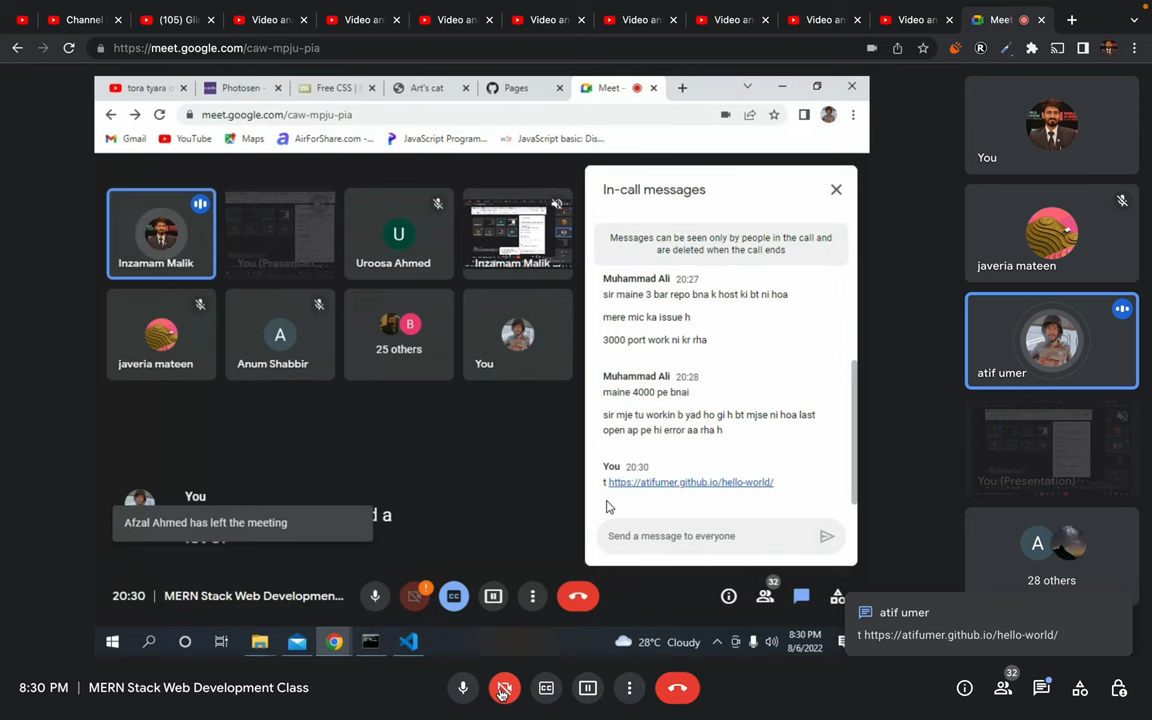 Channel
(105) Gli
Video an
Video an
Video an
Video an
Video an
Video an
Video an
Video an
Meet
https://meet.google.com/caw-mpju-pia
tora tyara
Photosen -
Free CSS |
Art's cat
Pages
Meet -
meet.google.com/caw-mpju-pia
Gmail
YouTube
Maps
AirForShare.com -...
JavaScript Program...
JavaScript basic: Dis...
Inzamam Malik
You (Presentati
Uroosa Ahmed
Inzamam Malik
javeria mateen
Anum Shabbir
25 others
You
In-call messages
Messages can be seen only by people in the call and
are deleted when the call ends
Muhammad Ali 20:27
sir maine 3 bar repo bna k host ki bt ni hoa
mere mic ka issue h
3000 port work ni kr rha
Muhammad Ali 20:28
maine 4000 pe bnai
sir mje tu workin b yad ho gi h bt mjse ni hoa last
open ap pe hi error aa rha h
You 20:30
t https://atifumer.github.io/hello-world/
Send a message to everyone
You
d a
Afzal Ahmed has left the meeting
20:30 MERN Stack Web Developmen...
32
28°C Cloudy
8:30 PM
8/6/2022
You
javeria mateen
atif umer
You (Presentation)
A
28 others
atif umer
t https://atifumer.github.io/hello-world/
8:30 PM MERN Stack Web Development Class
32